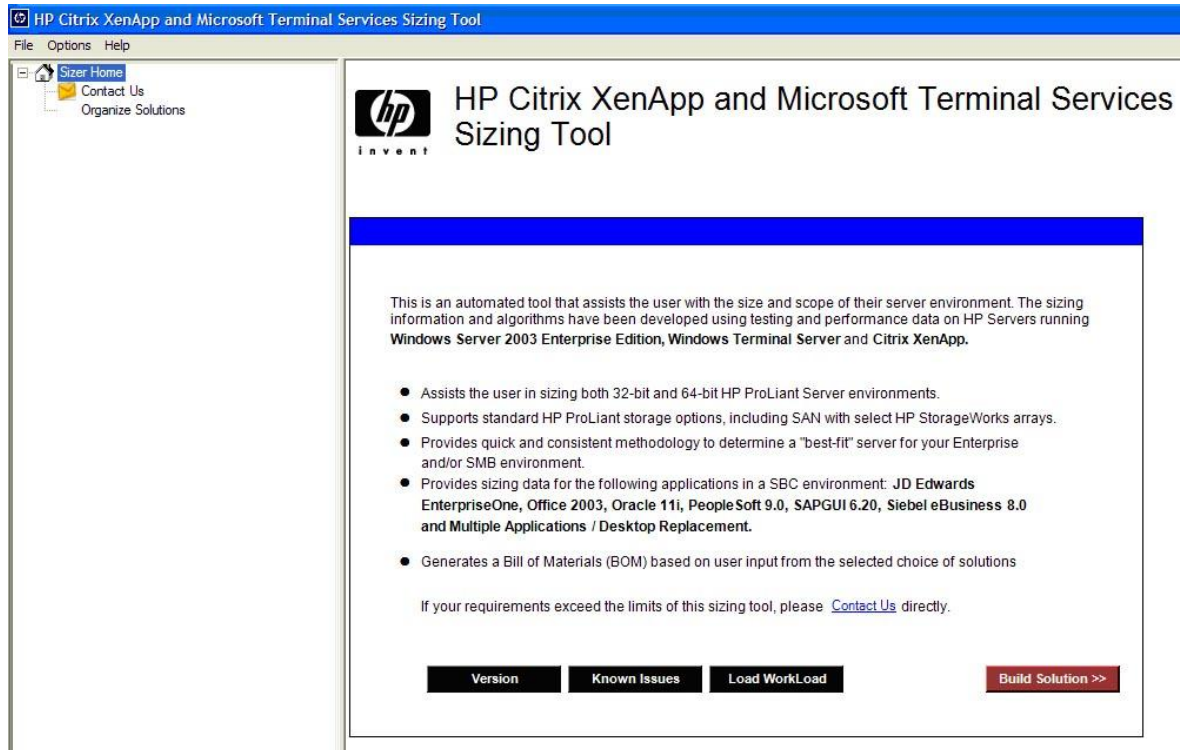 HP Citrix XenApp and Microsoft Terminal Services Sizing Tool
File Options Help
Sizer Home
Contact Us
Organize Solutions
hp
invent
HP Citrix XenApp and Microsoft Terminal Services
Sizing Tool
This is an automated tool that assists the user with the size and scope of their server environment. The sizing
information and algorithms have been developed using testing and performance data on HP Servers running
Windows Server 2003 Enterprise Edition, Windows Terminal Server and Citrix XenApp.
● Assists the user in sizing both 32-bit and 64-bit HP ProLiant Server environments.
● Supports standard HP ProLiant storage options, including SAN with select HP StorageWorks arrays.
● Provides quick and consistent methodology to determine a "best-fit" server for your Enterprise
and/or SMB environment.
● Provides sizing data for the following applications in a SBC environment: JD Edwards
EnterpriseOne, Office 2003, Oracle 11i, PeopleSoft 9.0, SAPGUI 6.20, Siebel eBusiness 8.0
and Multiple Applications / Desktop Replacement.
● Generates a Bill of Materials (BOM) based on user input from the selected choice of solutions
If your requirements exceed the limits of this sizing tool, please Contact Us directly.
Version Known Issues Load WorkLoad Build Solution >>